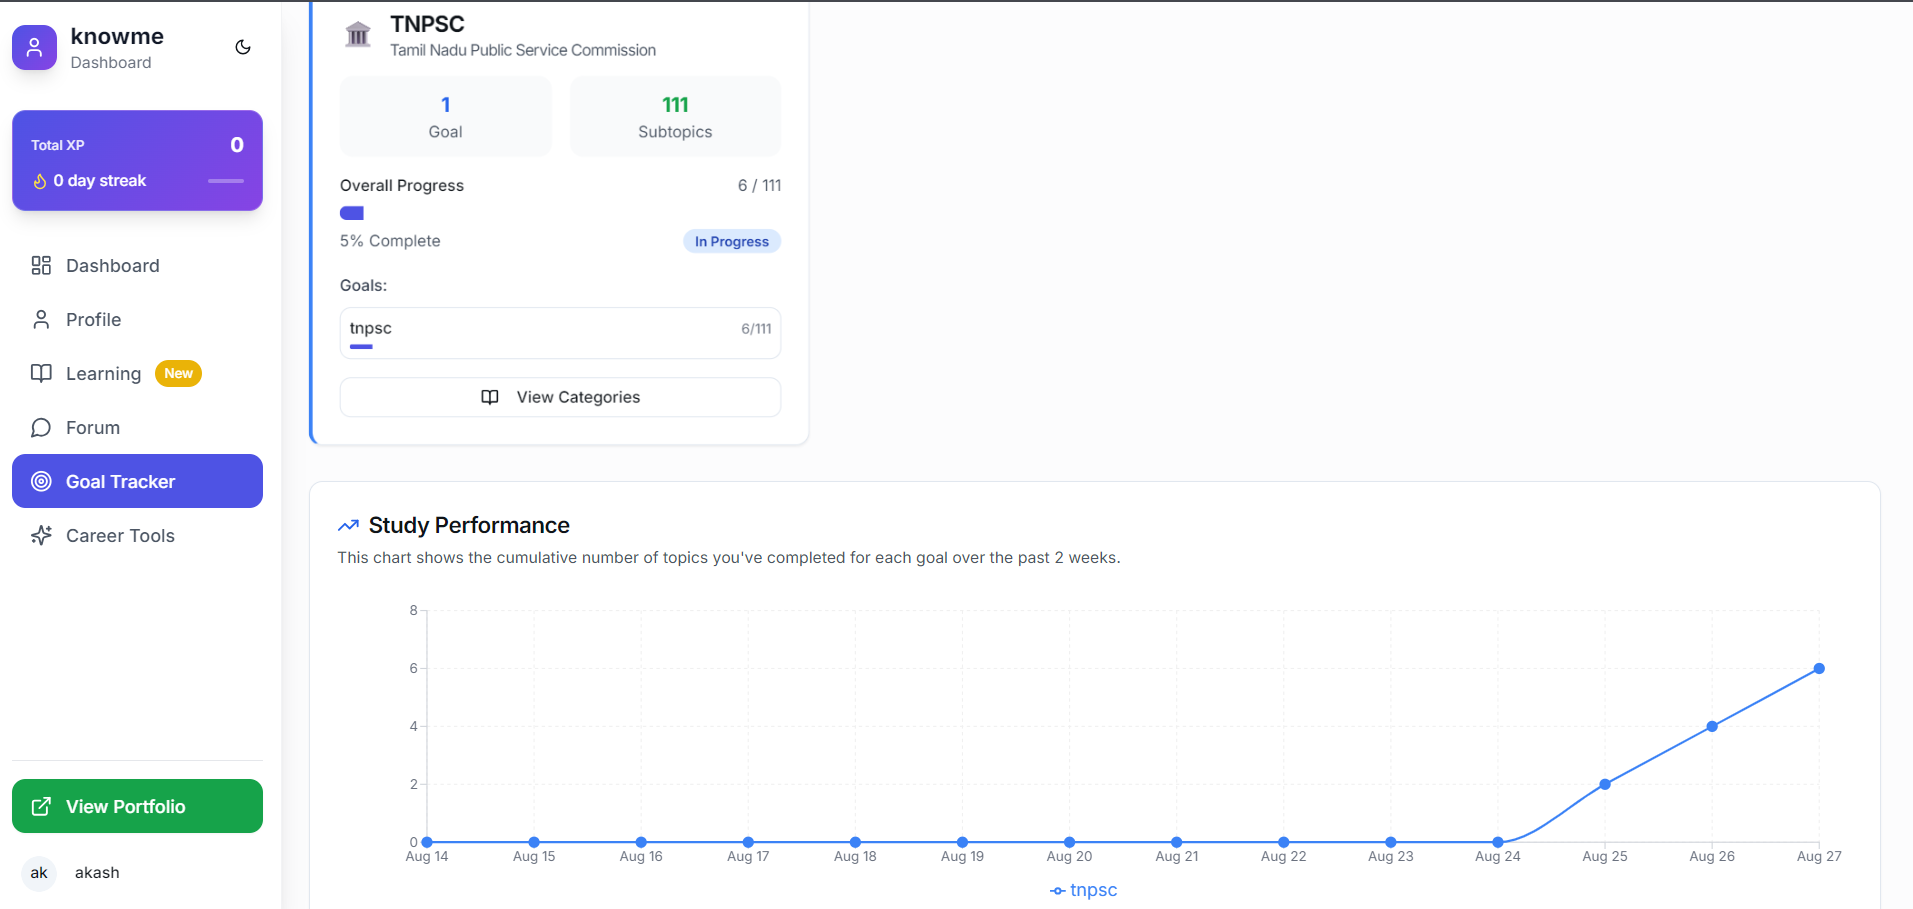 knowme
Dashboard
Total XP 0
0 day streak
Dashboard
Profile
Learning New
Forum
Goal Tracker
Career Tools
View Portfolio
ak akash
TNPSC
Tamil Nadu Public Service Commission
1
Goal
111
Subtopics
Overall Progress 6 / 111
5% Complete In Progress
Goals:
tnpsc 6/111
View Categories
Study Performance
This chart shows the cumulative number of topics you've completed for each goal over the past 2 weeks.
8
6
4
2
0
Aug 14 Aug 15 Aug 16 Aug 17 Aug 18 Aug 19 Aug 20 Aug 21 Aug 22 Aug 23 Aug 24 Aug 25 Aug 26 Aug 27
tnpsc